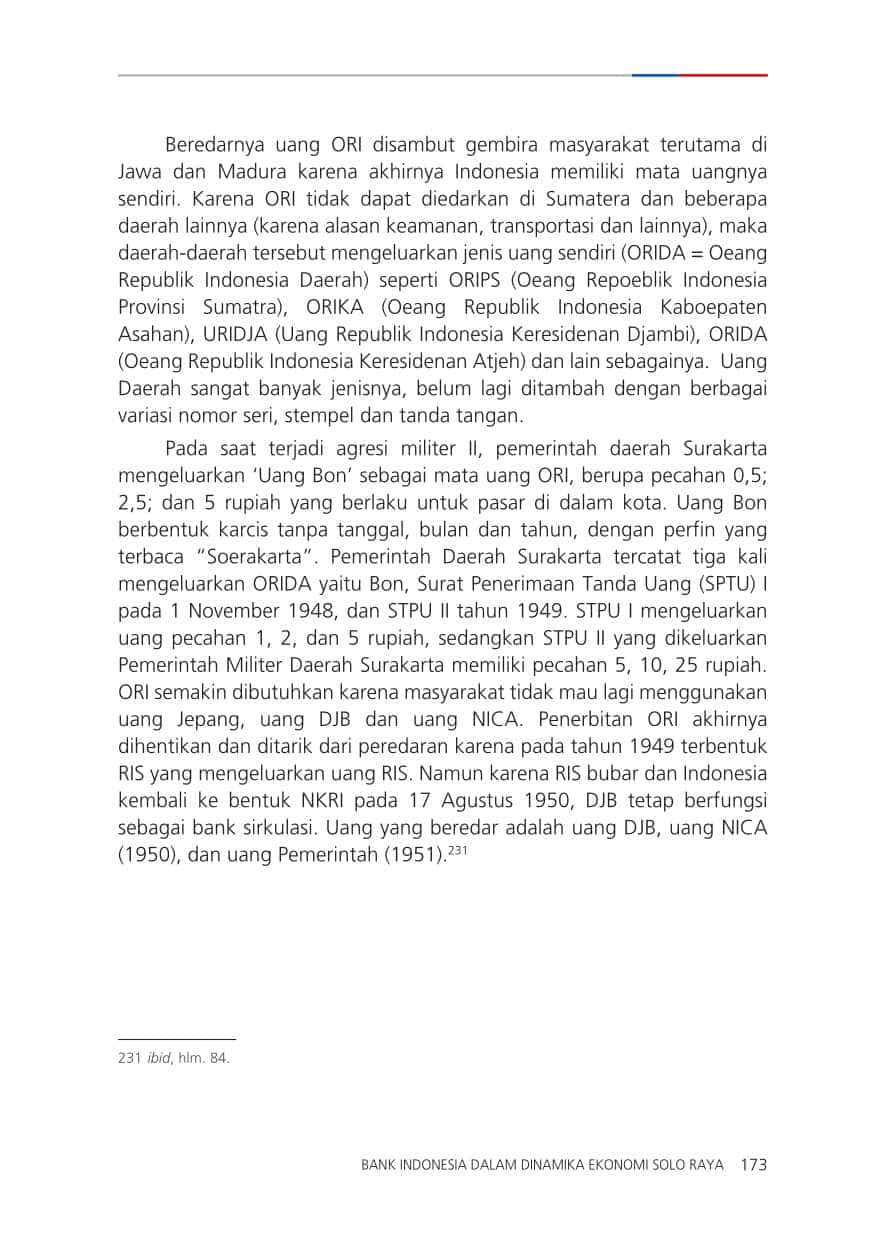 Beredarnya uang ORI disambut gembira masyarakat terutama di
Jawa dan Madura karena akhirnya Indonesia memiliki mata uangnya
sendiri. Karena ORI tidak dapat diedarkan di Sumatera dan beberapa
daerah lainnya (karena alasan keamanan, transportasi dan lainnya), maka
daerah-daerah tersebut mengeluarkan jenis uang sendiri (ORIDA = Oeang
Republik Indonesia Daerah) seperti ORIPS (Oeang Repoeblik Indonesia
Provinsi Sumatra), ORIKA (Oeang Republik Indonesia Kaboepaten
Asahan), URIDJA (Uang Republik Indonesia Keresidenan Djambi), ORIDA
(Oeang Republik Indonesia Keresidenan Atjeh) dan lain sebagainya.  Uang
Daerah sangat banyak jenisnya, belum lagi ditambah dengan berbagai
variasi nomor seri, stempel dan tanda tangan.
Pada saat terjadi agresi militer II, pemerintah daerah Surakarta
mengeluarkan ‘Uang Bon’ sebagai mata uang ORI, berupa pecahan 0,5;
2,5; dan 5 rupiah yang berlaku untuk pasar di dalam kota. Uang Bon
berbentuk karcis tanpa tanggal, bulan dan tahun, dengan perfin yang
terbaca “Soerakarta”. Pemerintah Daerah Surakarta tercatat tiga kali
mengeluarkan ORIDA yaitu Bon, Surat Penerimaan Tanda Uang (SPTU) I
pada 1 November 1948, dan STPU II tahun 1949. STPU I mengeluarkan
uang pecahan 1, 2, dan 5 rupiah, sedangkan STPU II yang dikeluarkan
Pemerintah Militer Daerah Surakarta memiliki pecahan 5, 10, 25 rupiah.
ORI semakin dibutuhkan karena masyarakat tidak mau lagi menggunakan
uang Jepang, uang DJB dan uang NICA. Penerbitan ORI akhirnya
dihentikan dan ditarik dari peredaran karena pada tahun 1949 terbentuk
RIS yang mengeluarkan uang RIS. Namun karena RIS bubar dan Indonesia
kembali ke bentuk NKRI pada 17 Agustus 1950, DJB tetap berfungsi
sebagai bank sirkulasi. Uang yang beredar adalah uang DJB, uang NICA
(1950), dan uang Pemerintah (1951).231
231 ibid, hlm. 84.
BANK INDONESIA DALAM DINAMIKA EKONOMI SOLO RAYA 173